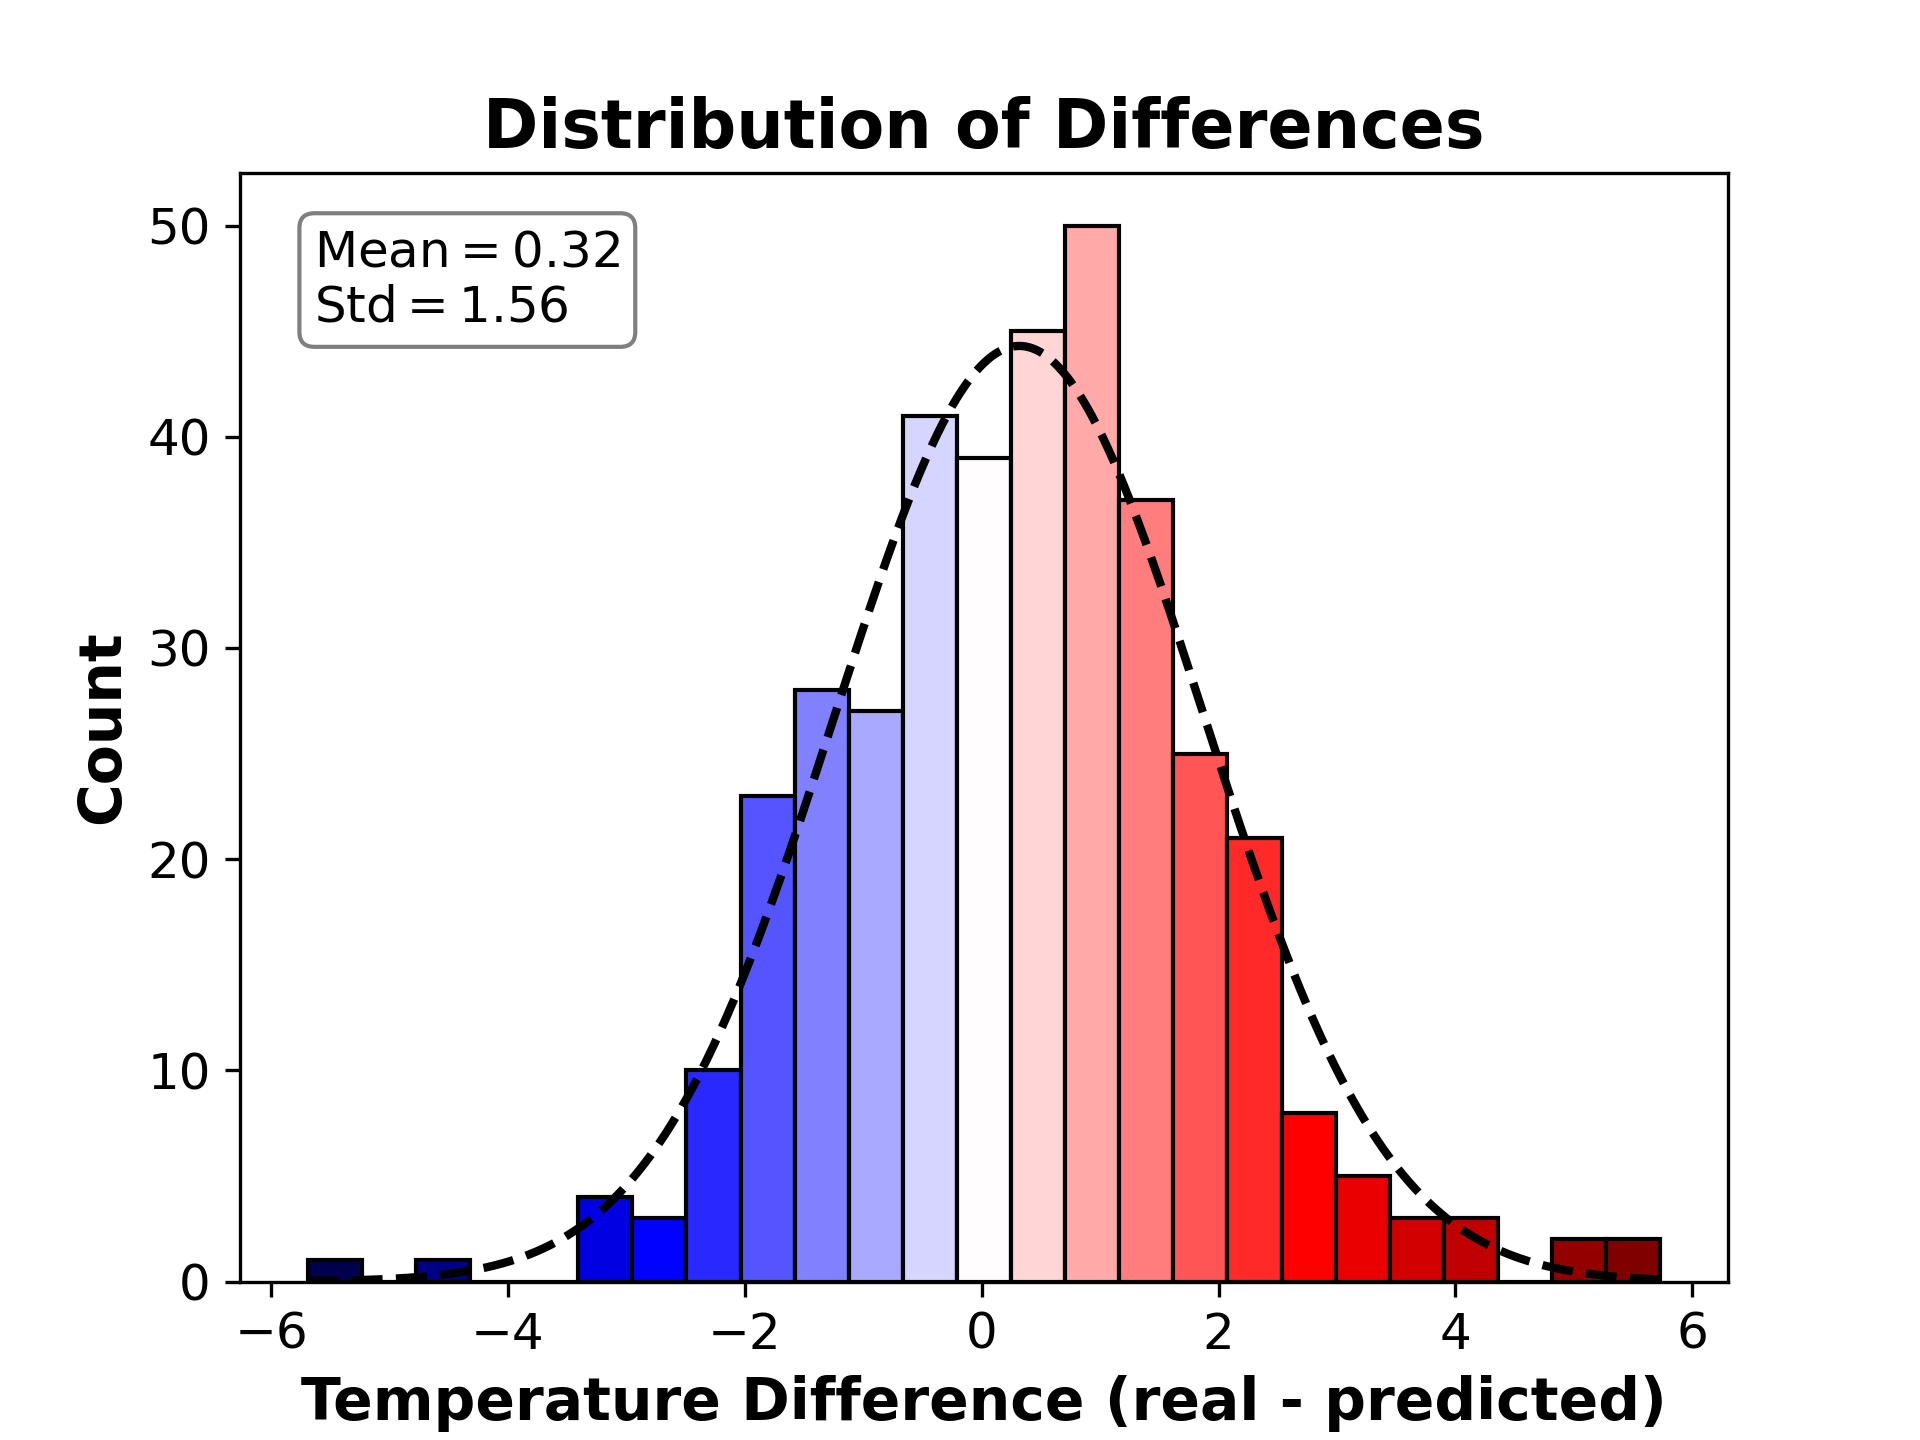 Distribution of Differences
Mean = 0.32
Std = 1.56
50
40
30
20
10
0
Count
−6 −4 −2 0 2 4 6
Temperature Difference (real - predicted)